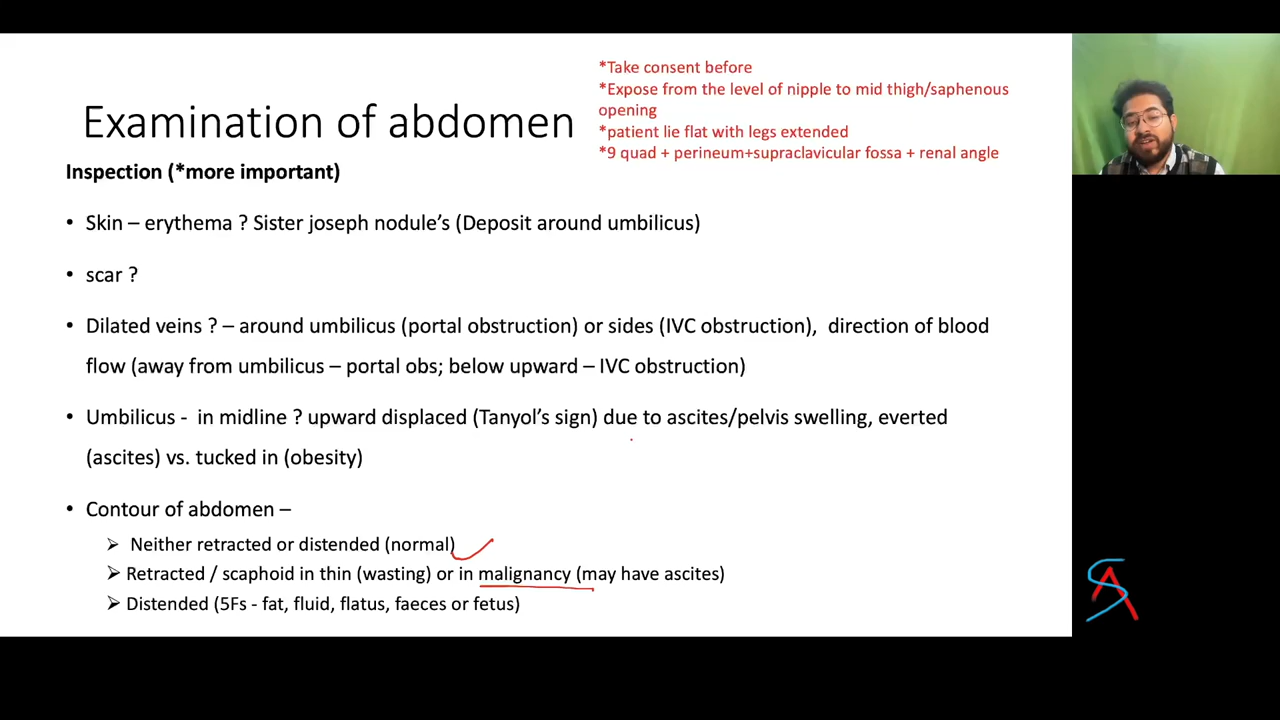 *Take consent before
*Expose from the level of nipple to mid thigh/saphenous
opening
*patient lie flat with legs extended
*9 quad + perineum+supraclavicular fossa + renal angle
Examination of abdomen
Inspection (*more important)
• Skin – erythema ? Sister joseph nodule’s (Deposit around umbilicus)
• scar ?
• Dilated veins ? – around umbilicus (portal obstruction) or sides (IVC obstruction),  direction of blood
flow (away from umbilicus – portal obs; below upward – IVC obstruction)
• Umbilicus -  in midline ? upward displaced (Tanyol’s sign) due to ascites/pelvis swelling, everted
(ascites) vs. tucked in (obesity)
• Contour of abdomen –
➢ Neither retracted or distended (normal)
➢ Retracted / scaphoid in thin (wasting) or in malignancy (may have ascites)
➢ Distended (5Fs - fat, fluid, flatus, faeces or fetus)
SA